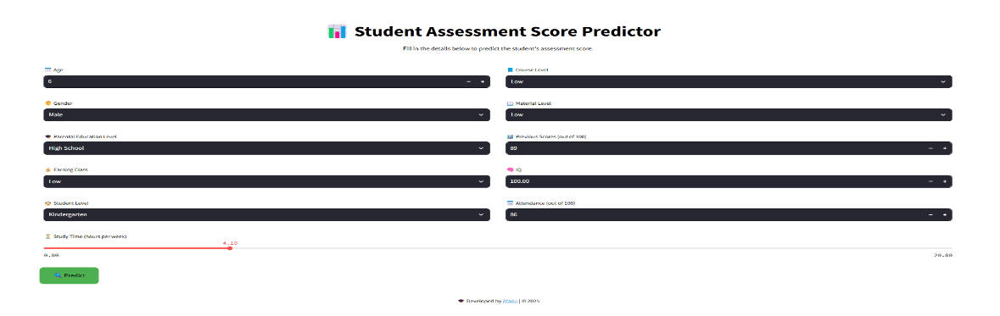 Student Assessment Score Predictor
Fill in the details below to predict the student's assessment score.
Age
6
Gender
Male
Parental Education Level
High School
Earning Class
Low
Student Level
Kindergarten
Course Level
Low
Material Level
Low
Previous Scores (out of 100)
89
IQ
100.00
Attendance (out of 100)
86
Study Time (hours per week)
4.10
0.00
20.00
Predict
Developed by Atanu | © 2025